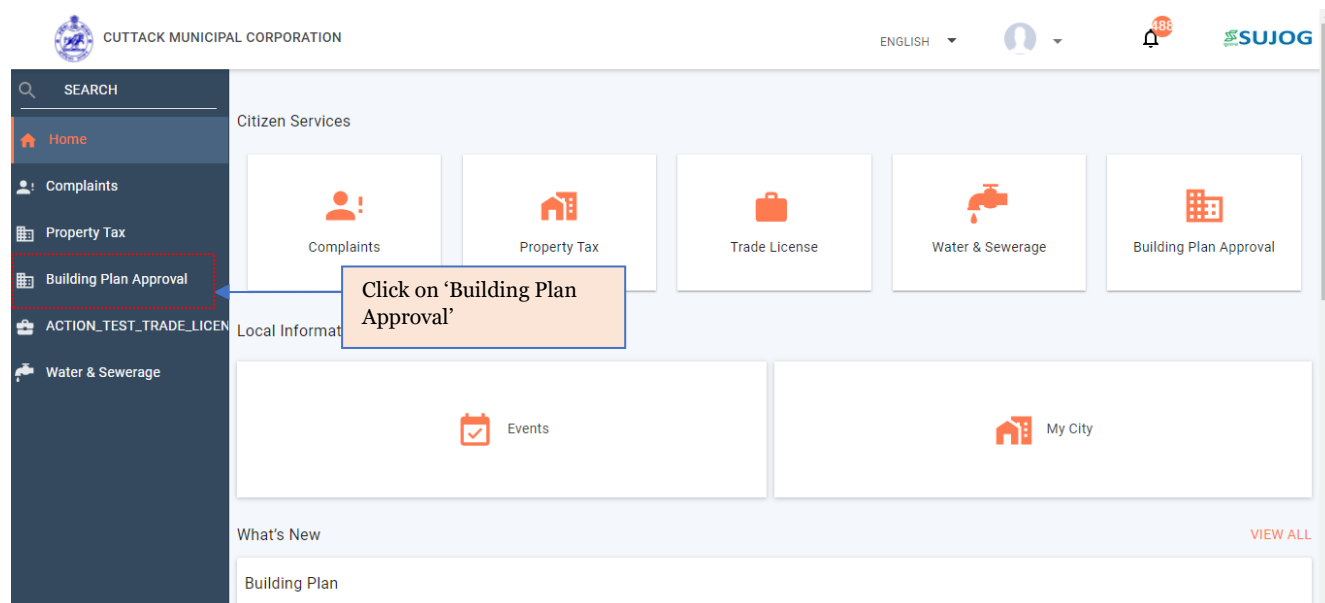 CUTTACK MUNICIPAL CORPORATION
ENGLISH
488
SUJOG
SEARCH
Home
Complaints
Property Tax
Building Plan Approval
ACTION_TEST_TRADE_LICEN
Water & Sewerage
Citizen Services
Complaints
Property Tax
Trade License
Water & Sewerage
Building Plan Approval
Click on ‘Building Plan
Approval’
Local Informat
Events
My City
What's New
VIEW ALL
Building Plan